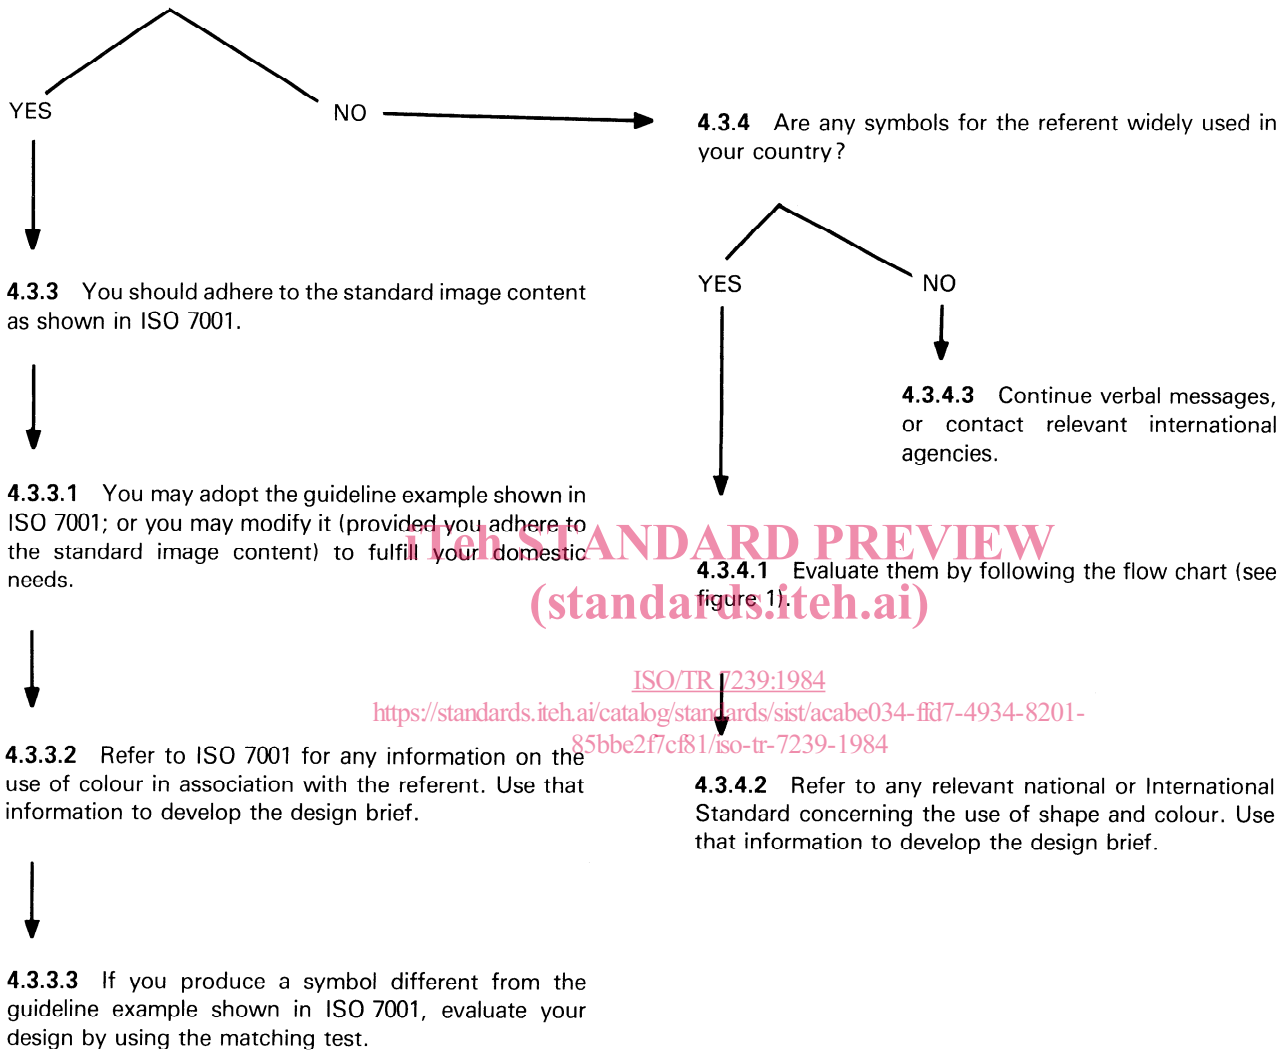 YES
NO
4.3.3 You should adhere to the standard image content
as shown in ISO 7001.
4.3.3.1 You may adopt the guideline example shown in
ISO 7001; or you may modify it (provided you adhere to
the standard image content) to fulfill your domestic
needs.
4.3.3.2 Refer to ISO 7001 for any information on the
use of colour in association with the referent. Use that
information to develop the design brief.
4.3.3.3 If you produce a symbol different from the
guideline example shown in ISO 7001, evaluate your
design by using the matching test.
4.3.4 Are any symbols for the referent widely used in
your country?
YES
NO
4.3.4.3 Continue verbal messages,
or contact relevant international
agencies.
4.3.4.1 Evaluate them by following the flow chart (see
figure 1).
4.3.4.2 Refer to any relevant national or International
Standard concerning the use of shape and colour. Use
that information to develop the design brief.
iTeh STANDARD PREVIEW
(standards.iteh.ai)
ISO/TR 7239:1984
https://standards.iteh.ai/catalog/standards/sist/acabe034-ffd7-4934-8201-
85bbe2f7cf81/iso-tr-7239-1984